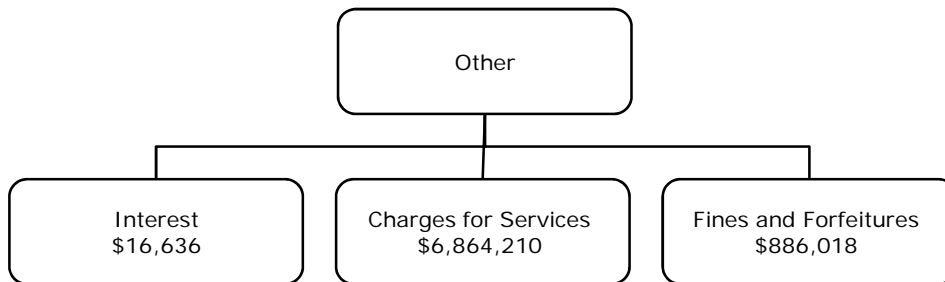 Other
Interest
$16,636
Charges for Services
$6,864,210
Fines and Forfeitures
$886,018